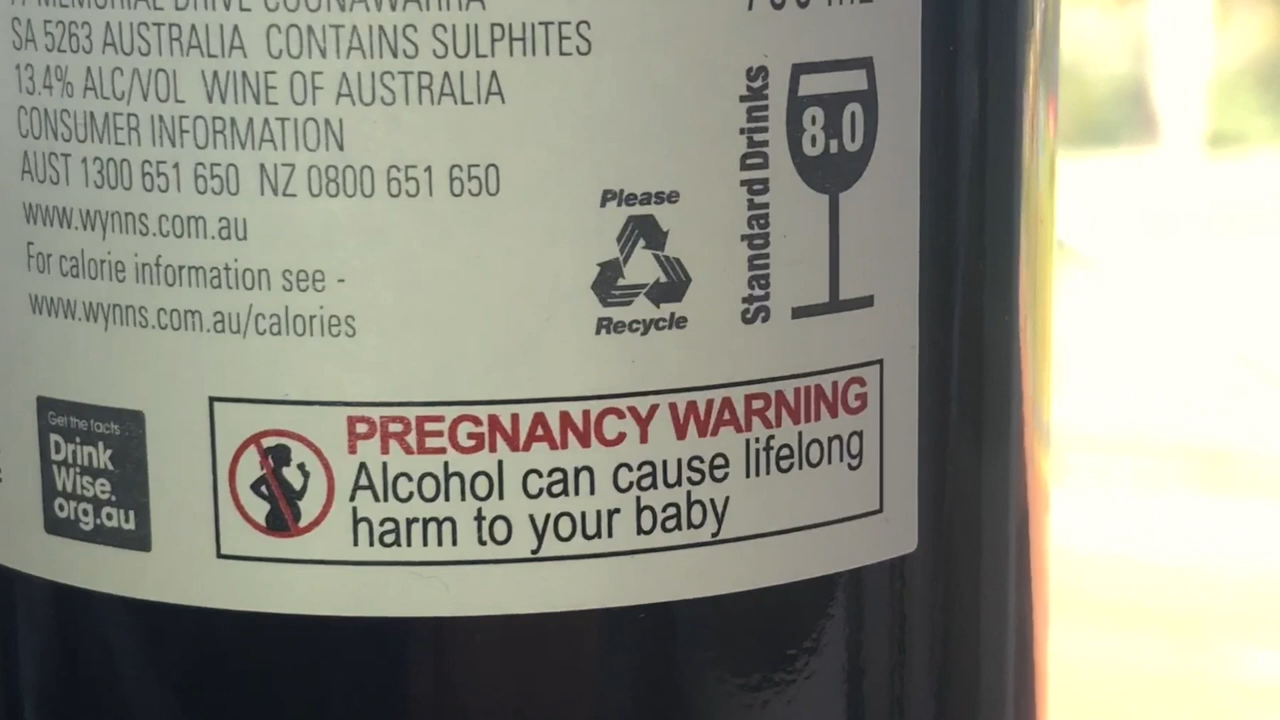 MEMORIAL DRIVE COONAWARRA
SA 5263 AUSTRALIA CONTAINS SULPHITES
13.4% ALC/VOL WINE OF AUSTRALIA
CONSUMER INFORMATION
AUST 1300 651 650 NZ 0800 651 650
www.wynns.com.au
For calorie information see -
www.wynns.com.au/calories
Please
Recycle
Standard Drinks
8.0
Get the facts
Drink
Wise.
org.au
PREGNANCY WARNING
Alcohol can cause lifelong
harm to your baby